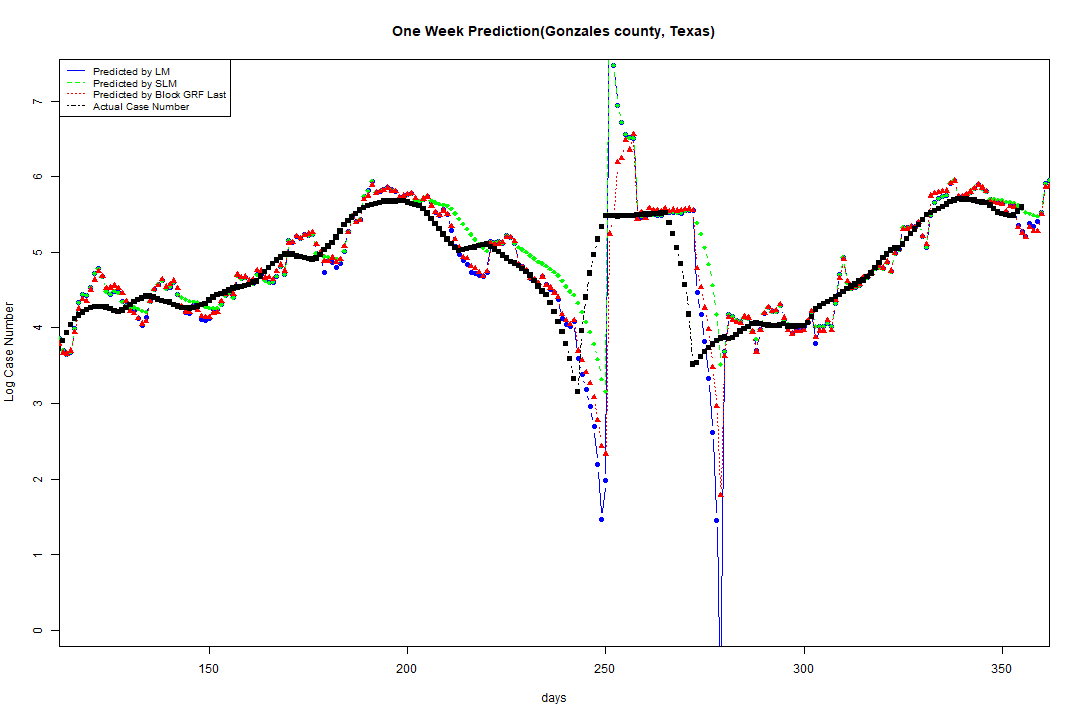 One Week Prediction(Gonzales county, Texas)
Predicted by LM
Predicted by SLM
Predicted by Block GRF Last
Actual Case Number
7
6
5
4
3
2
1
0
Log Case Number
150 200 250 300 350
days